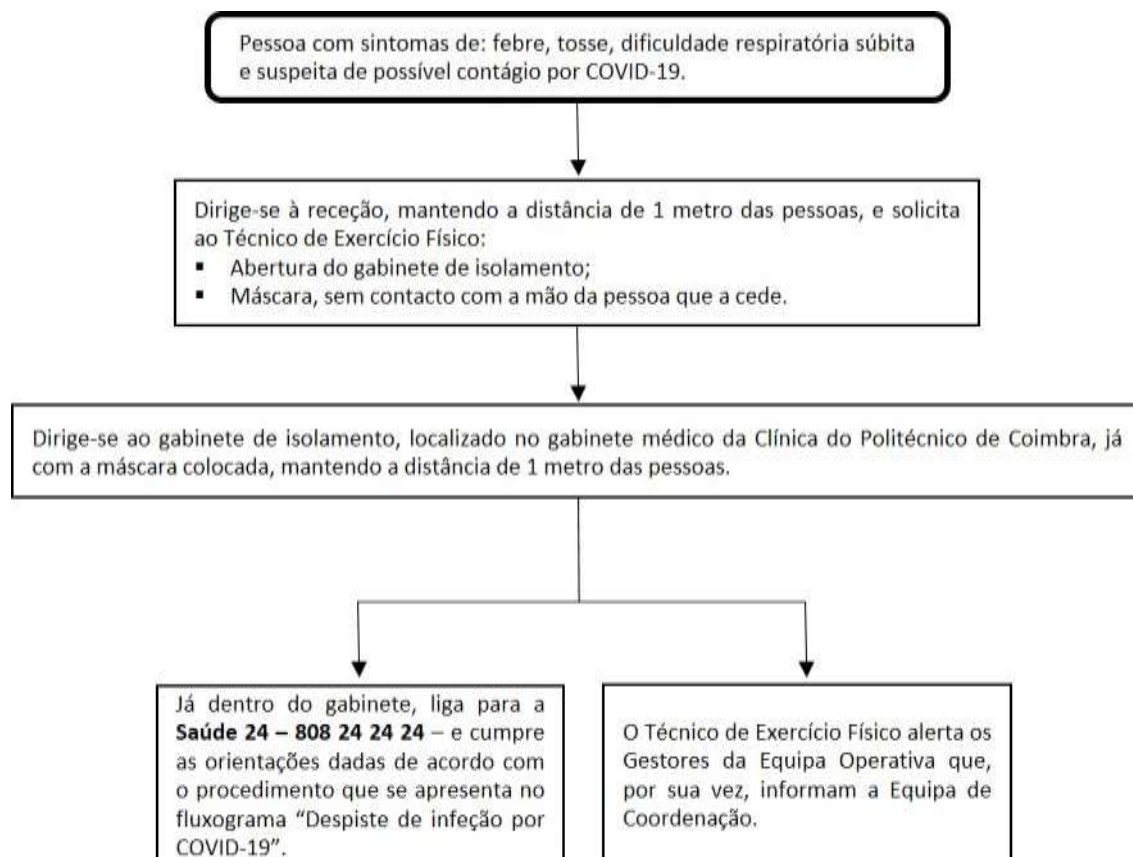 Pessoa com sintomas de: febre, tosse, dificuldade respiratória súbita
e suspeita de possível contágio por COVID-19.
Dirige-se à receção, mantendo a distância de 1 metro das pessoas, e solicita
ao Técnico de Exercício Físico:
▪ Abertura do gabinete de isolamento;
▪ Máscara, sem contacto com a mão da pessoa que a cede.
Dirige-se ao gabinete de isolamento, localizado no gabinete médico da Clínica do Politécnico de Coimbra, já
com a máscara colocada, mantendo a distância de 1 metro das pessoas.
Já dentro do gabinete, liga para a
Saúde 24 – 808 24 24 24 – e cumpre
as orientações dadas de acordo com
o procedimento que se apresenta no
fluxograma “Despiste de infeção por
COVID-19”.
O Técnico de Exercício Físico alerta os
Gestores da Equipa Operativa que,
por sua vez, informam a Equipa de
Coordenação.